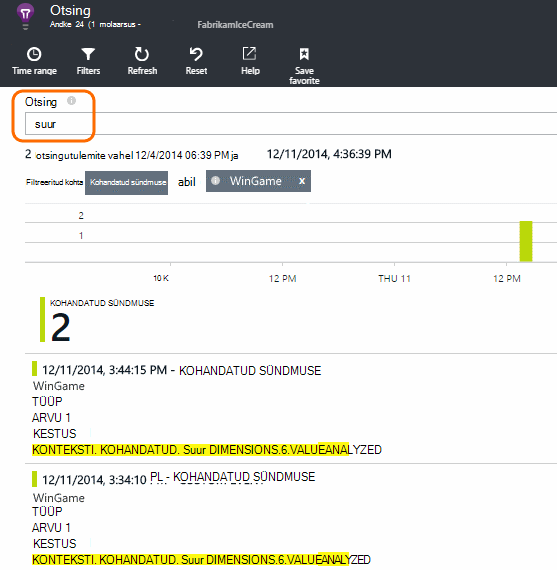 Otsing
Andke 24 (1 molaarsus -
FabrikamIceCream
Time range
Filters
Refresh
Reset
Help
Save favorite
Otsing
suur
2 otsingutulemite vahel 12/4/2014 06:39 PM ja 12/11/2014, 4:36:39 PM
Filtreeritud kohta Kohandatud sündmuse abil WinGame x
2
1
10 K
12 PM
THU 11
12 PM
KOHANDATUD SÜNDMUSE
2
12/11/2014, 3:44:15 PM - KOHANDATUD SÜNDMUSE
WinGame
TÜÜP
ARVU 1
KESTUS
KONTEKSTI. KOHANDATUD. Suur DIMENSIONS.6.VALUEANALYZED
12/11/2014, 3:34:10 PL - KOHANDATUD SÜNDMUSE
WinGame
TÜÜP
ARVU 1
KESTUS
KONTEKSTI. KOHANDATUD. Suur DIMENSIONS.6.VALUEANALYZED